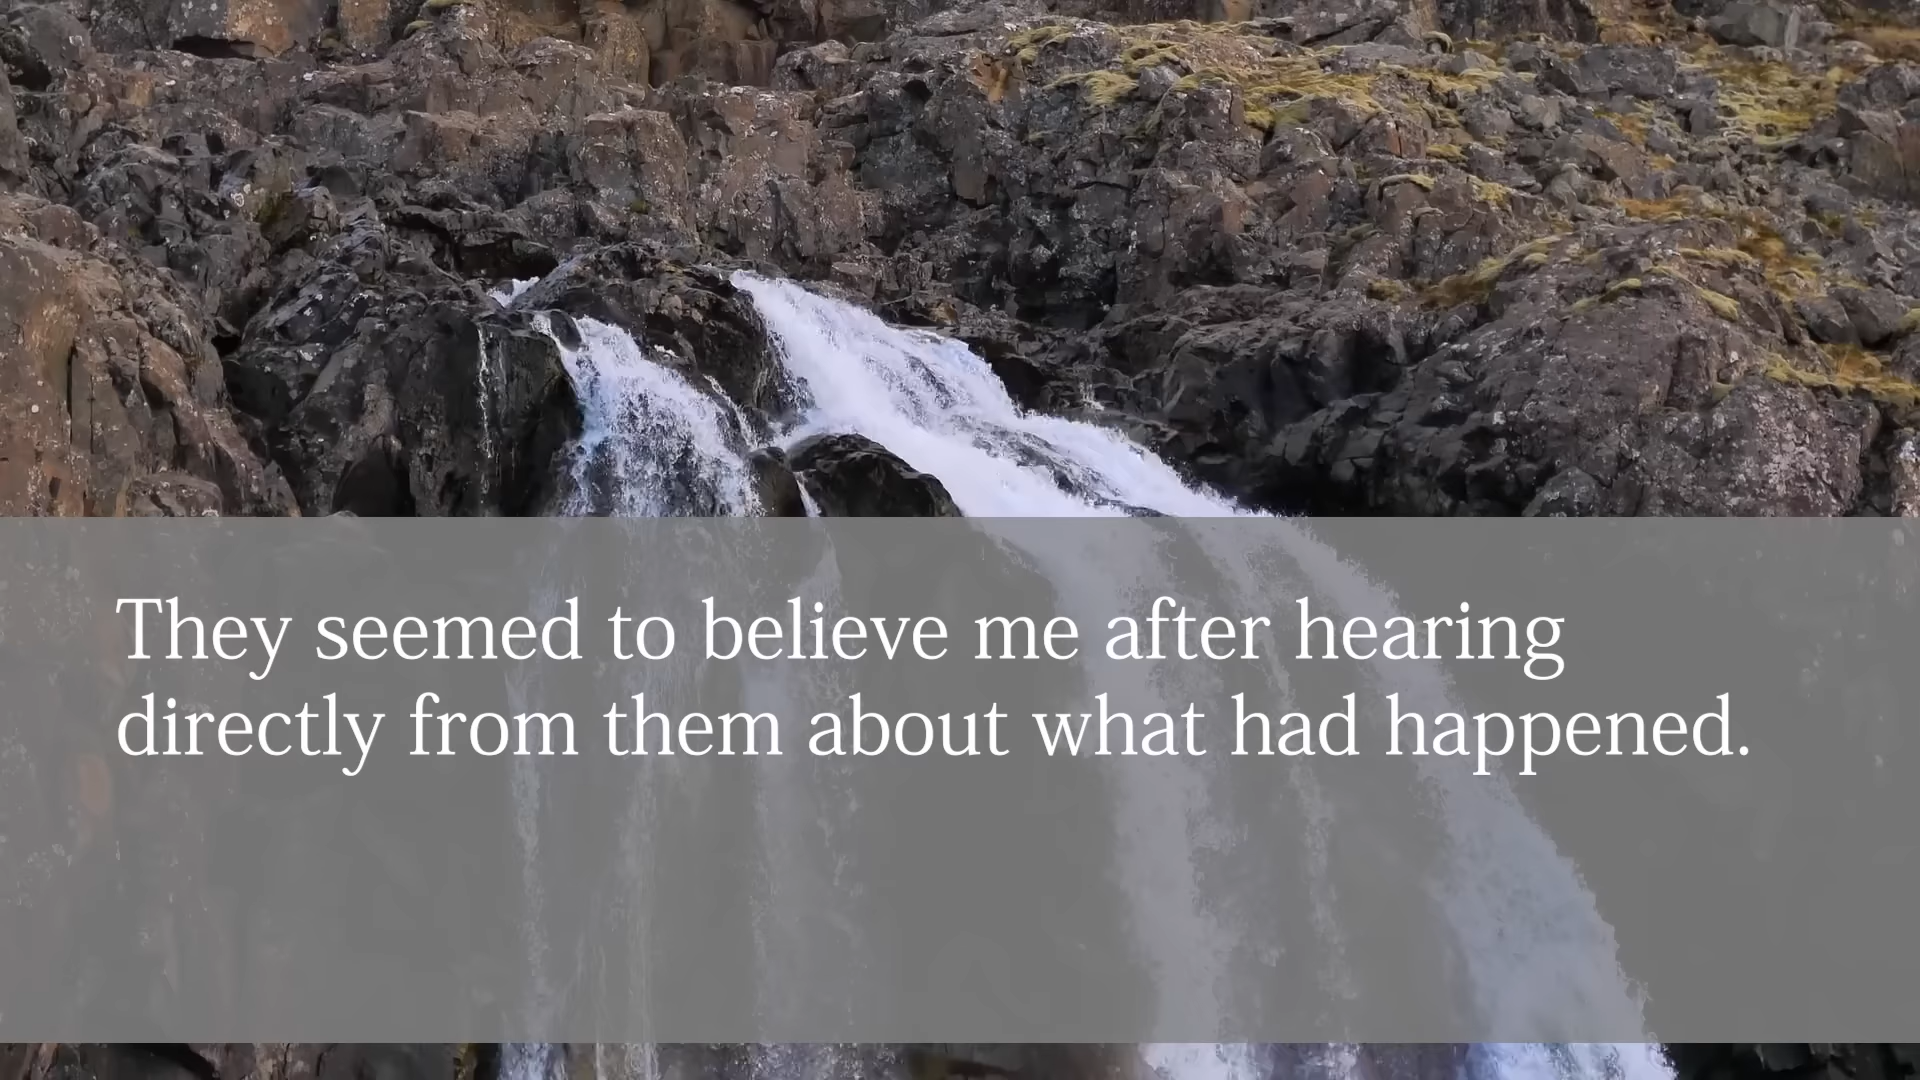 They seemed to believe me after hearing
directly from them about what had happened.